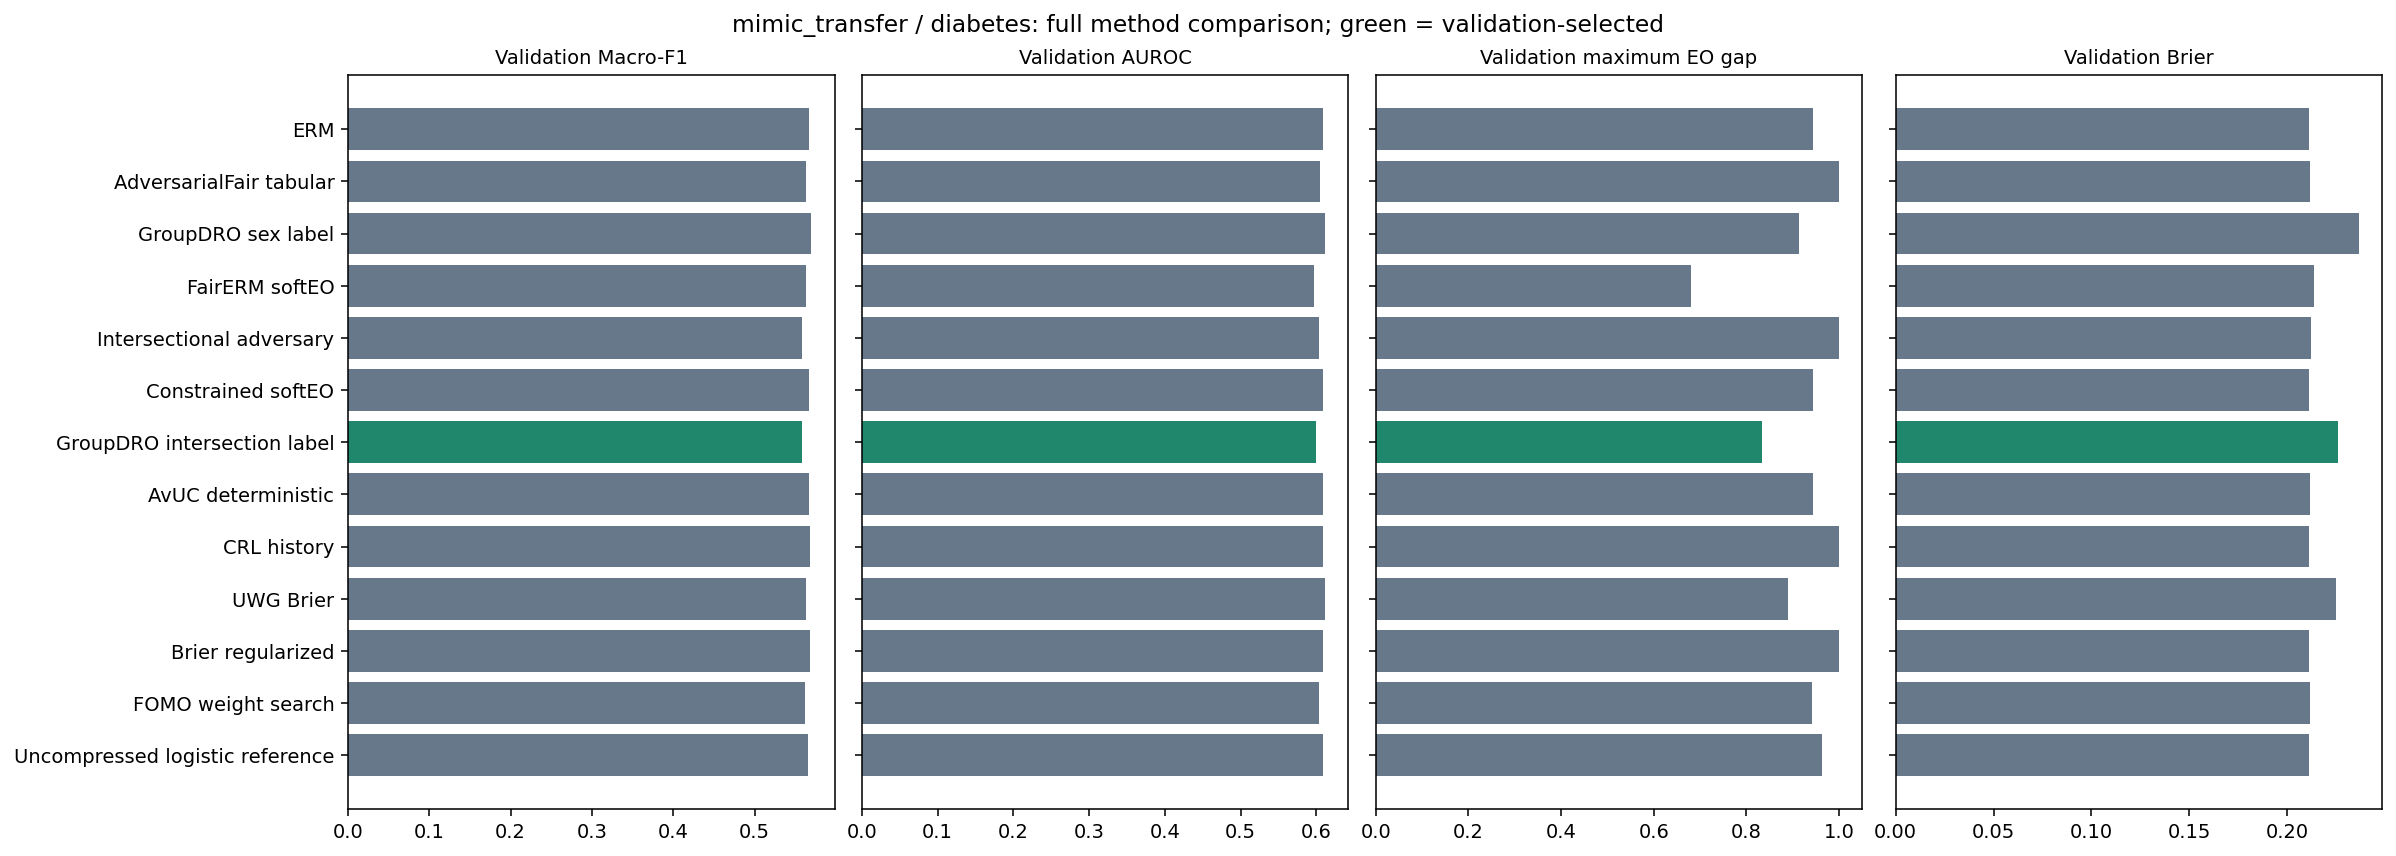 mimic_transfer / diabetes: full method comparison; green = validation-selected
Validation Macro-F1
Validation AUROC
Validation maximum EO gap
Validation Brier
ERM
AdversarialFair tabular
GroupDRO sex label
FairERM softEO
Intersectional adversary
Constrained softEO
GroupDRO intersection label
AvUC deterministic
CRL history
UWG Brier
Brier regularized
FOMO weight search
Uncompressed logistic reference
0.0 0.1 0.2 0.3 0.4 0.5
0.0 0.1 0.2 0.3 0.4 0.5 0.6
0.0 0.2 0.4 0.6 0.8 1.0
0.00 0.05 0.10 0.15 0.20